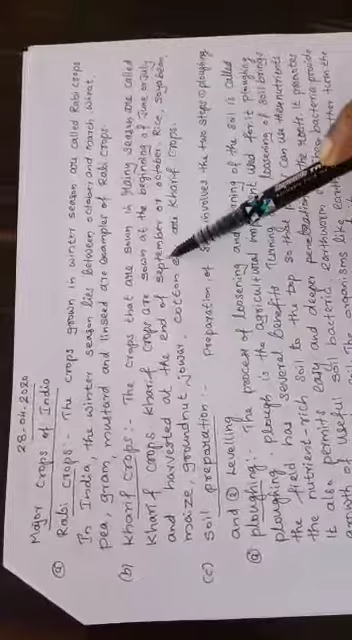 28-04-2020
Major Crops of India
(a) Rabi crops:- The crops grown in winter season are called Rabi crops
In India, the winter season lies between october and march wheat,
pea, gram, mustard and linseed are examples of Rabi crops.
(b) Kharif crops:- The crops that are sown in rainy season are called
Kharif crops Kharif crops are sown at the beginning of June or July
and harvested at the end of september or october. Rice, soyabean
maize, groundnut, jowar, cotton are Kharif crops.
(c) Soil preparation:- Preparation of involves the two steps ① ploughing
and ② Levelling
@ ploughing:- The process of loosening and turning of the soil is called
ploughing. plough is the agricultural used for it ploughing
the field has several benefits Turning loosening of soil brings
the nutrient-rich soil to the top so that can use these nutrients
It also permits easy and deeper penetration the roots. It promotes
growth of useful soil bacteria, earthworm bacteria provide
The organisms like turn the